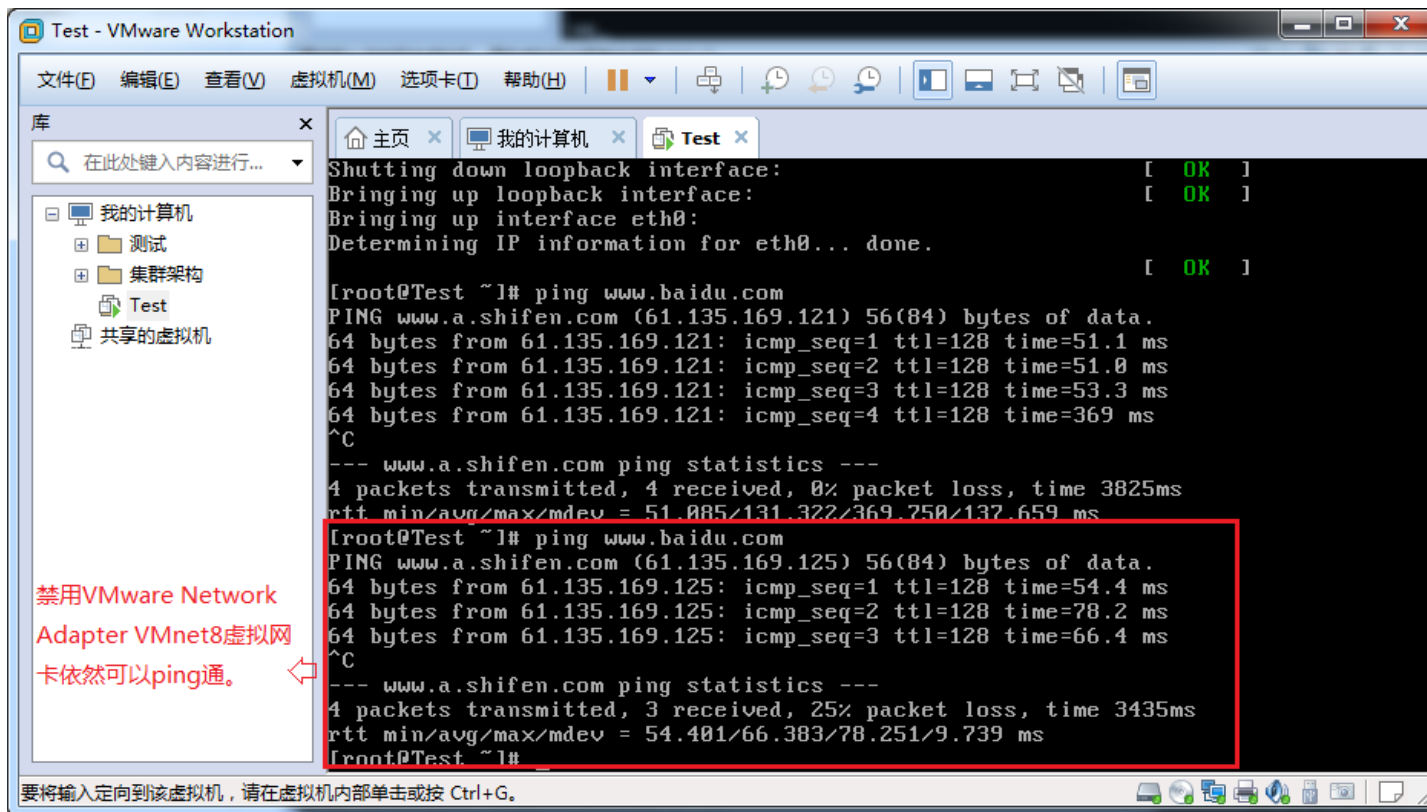 Test - VMware Workstation
文件(F) 编辑(E) 查看(V) 虚拟机(M) 选项卡(T) 帮助(H)
库
在此处键入内容进行...
我的计算机
测试
集群架构
Test
共享的虚拟机
主页 我的计算机 Test
Shutting down loopback interface: [ OK ]
Bringing up loopback interface: [ OK ]
Bringing up interface eth0:
Determining IP information for eth0... done.
[ OK ]
[root@Test ~]# ping www.baidu.com
PING www.a.shifen.com (61.135.169.121) 56(84) bytes of data.
64 bytes from 61.135.169.121: icmp_seq=1 ttl=128 time=51.1 ms
64 bytes from 61.135.169.121: icmp_seq=2 ttl=128 time=51.0 ms
64 bytes from 61.135.169.121: icmp_seq=3 ttl=128 time=53.3 ms
64 bytes from 61.135.169.121: icmp_seq=4 ttl=128 time=369 ms
^C
--- www.a.shifen.com ping statistics ---
4 packets transmitted, 4 received, 0% packet loss, time 3825ms
rtt min/avg/max/mdev = 51.085/131.322/369.750/137.659 ms
[root@Test ~]# ping www.baidu.com
PING www.a.shifen.com (61.135.169.125) 56(84) bytes of data.
64 bytes from 61.135.169.125: icmp_seq=1 ttl=128 time=54.4 ms
64 bytes from 61.135.169.125: icmp_seq=2 ttl=128 time=78.2 ms
64 bytes from 61.135.169.125: icmp_seq=3 ttl=128 time=66.4 ms
^C
--- www.a.shifen.com ping statistics ---
4 packets transmitted, 3 received, 25% packet loss, time 3435ms
rtt min/avg/max/mdev = 54.401/66.383/78.251/9.739 ms
[root@Test ~]# _
禁用VMware Network
Adapter VMnet8虚拟网
卡依然可以ping通。
要将输入定向到该虚拟机，请在虚拟机内部单击或按 Ctrl+G。